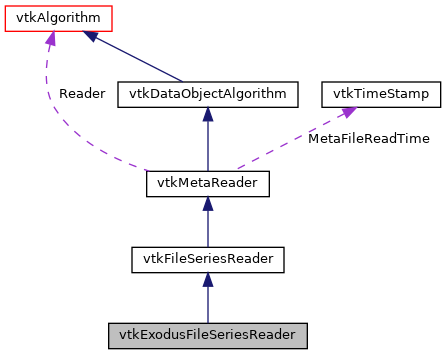 vtkAlgorithm
vtkDataObjectAlgorithm
vtkTimeStamp
Reader
MetaFileReadTime
vtkMetaReader
vtkFileSeriesReader
vtkExodusFileSeriesReader